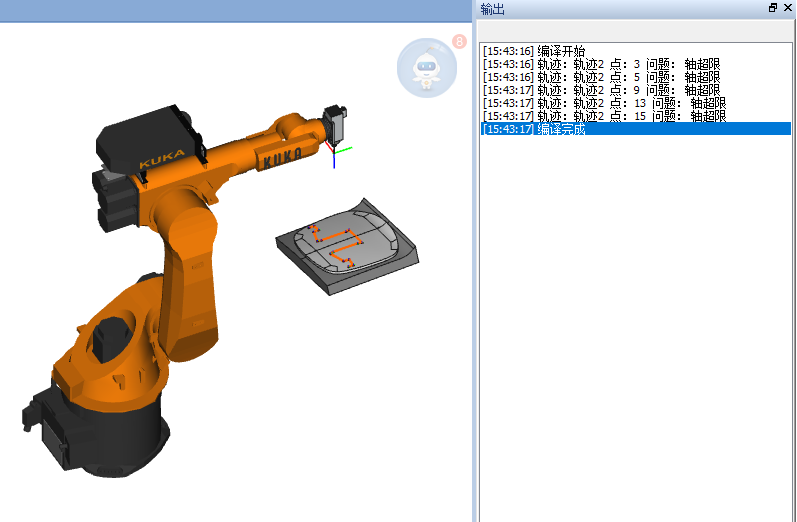 输出
8
KUKA
KUKA
[15:43:16] 编译开始
[15:43:16] 轨迹：轨迹2 点：3 问题：轴超限
[15:43:16] 轨迹：轨迹2 点：5 问题：轴超限
[15:43:17] 轨迹：轨迹2 点：9 问题：轴超限
[15:43:17] 轨迹：轨迹2 点：13 问题：轴超限
[15:43:17] 轨迹：轨迹2 点：15 问题：轴超限
[15:43:17] 编译完成